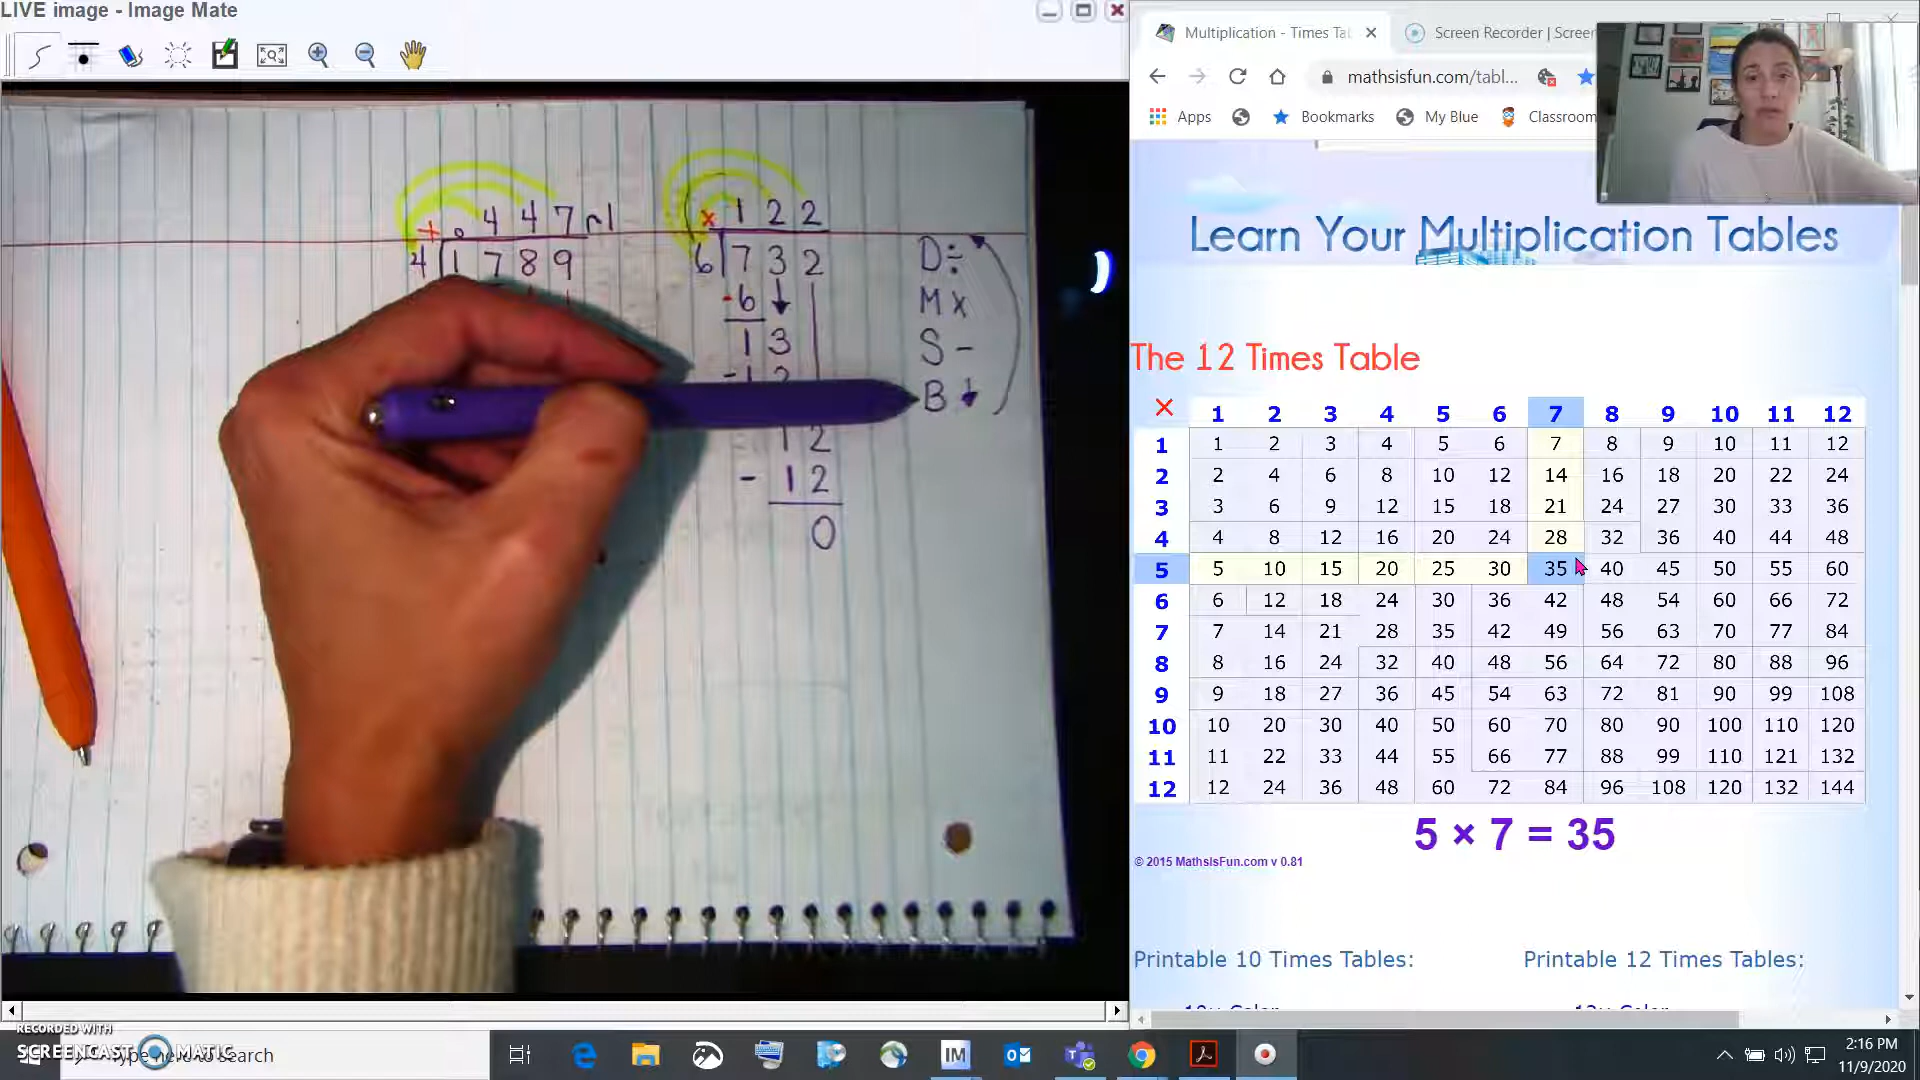 LIVE image - Image Mate
4 4 7 r1
4 1 7 8 9
x 1 2 2
6 7 3 2
- 6
1 3
- 1 2
1 2
- 1 2
0
D ÷
M x
S -
B ↓
Multiplication - Times Ta
Screen Recorder | Screen
mathsisfun.com/tabl...
Apps
Bookmarks
My Blue
Classroom
Learn Your Multiplication Tables
The 12 Times Table
× 1 2 3 4 5 6 7 8 9 10 11 12
1 1 2 3 4 5 6 7 8 9 10 11 12
2 2 4 6 8 10 12 14 16 18 20 22 24
3 3 6 9 12 15 18 21 24 27 30 33 36
4 4 8 12 16 20 24 28 32 36 40 44 48
5 5 10 15 20 25 30 35 40 45 50 55 60
6 6 12 18 24 30 36 42 48 54 60 66 72
7 7 14 21 28 35 42 49 56 63 70 77 84
8 8 16 24 32 40 48 56 64 72 80 88 96
9 9 18 27 36 45 54 63 72 81 90 99 108
10 10 20 30 40 50 60 70 80 90 100 110 120
11 11 22 33 44 55 66 77 88 99 110 121 132
12 12 24 36 48 60 72 84 96 108 120 132 144
5 × 7 = 35
© 2015 MathsIsFun.com v 0.81
Printable 10 Times Tables:
Printable 12 Times Tables:
RECORDED WITH
SCREENCAST MATIC
Type here to search
IM
2:16 PM
11/9/2020